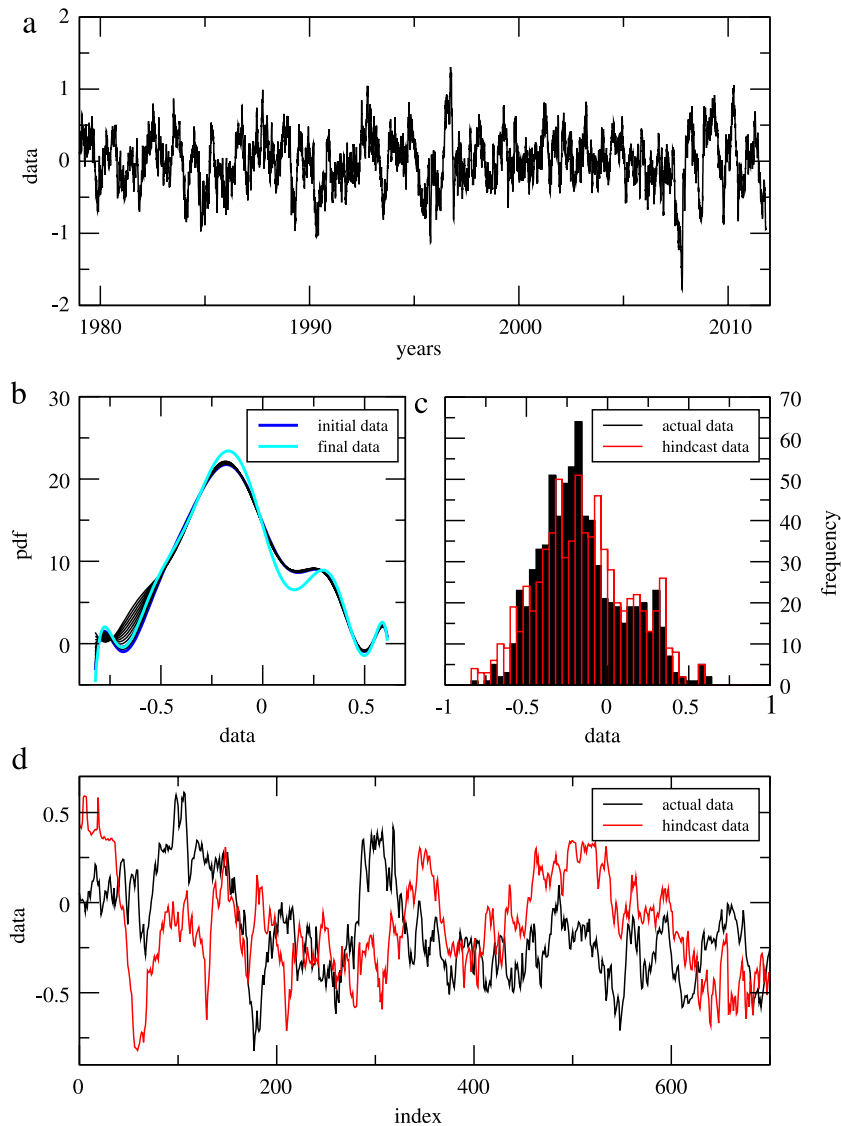 a
2
1
0
-1
-2
data
1980 1990 2000 2010
years
b
30
20
10
0
pdf
initial data
final data
-0.5 0 0.5
data
c
actual data
hindcast data
70
60
50
40
30
20
10
0
frequency
-1 -0.5 0 0.5 1
data
d
0.5
0
-0.5
data
actual data
hindcast data
0 200 400 600
index